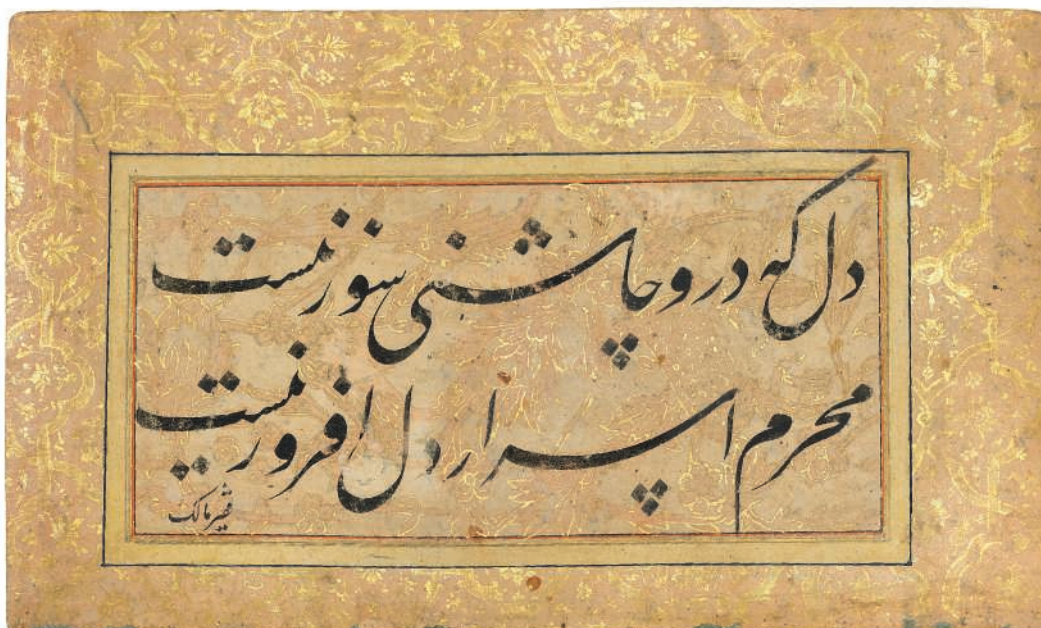 دل که درو چاشنی سوز نیست
محرم اسرار دل افروز نیست
فقیر مالک